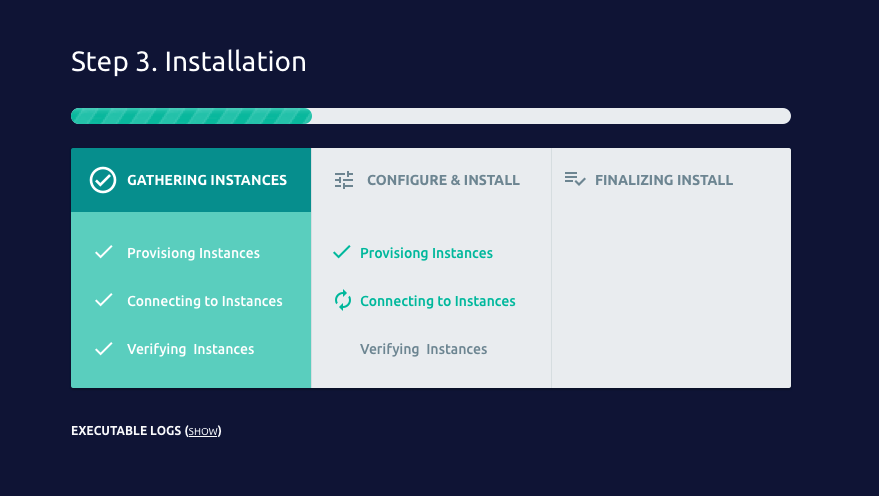 Step 3. Installation
GATHERING INSTANCES
CONFIGURE & INSTALL
FINALIZING INSTALL
Provisiong Instances
Provisiong Instances
Connecting to Instances
Connecting to Instances
Verifying  Instances
Verifying  Instances
EXECUTABLE LOGS (SHOW)